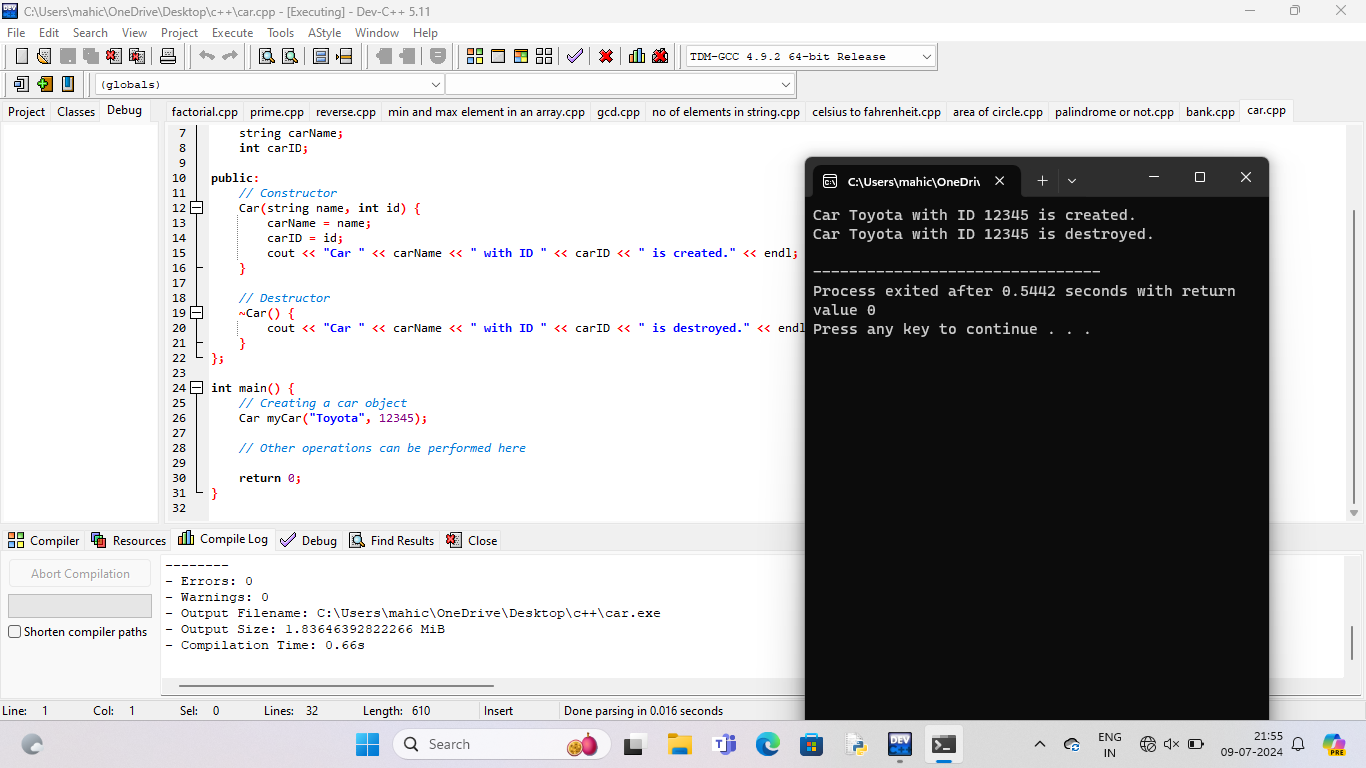 C:\Users\mahic\OneDrive\Desktop\c++\car.cpp - [Executing] - Dev-C++ 5.11
File Edit Search View Project Execute Tools AStyle Window Help
TDM-GCC 4.9.2 64-bit Release
(globals)
Project Classes Debug
factorial.cpp prime.cpp reverse.cpp min and max element in an array.cpp gcd.cpp no of elements in string.cpp celsius to fahrenheit.cpp area of circle.cpp palindrome or not.cpp bank.cpp car.cpp
7 string carName;
8 int carID;
9
10 public:
11 // Constructor
12 Car(string name, int id) {
13 carName = name;
14 carID = id;
15 cout << "Car " << carName << " with ID " << carID << " is created." << endl;
16 }
17
18 // Destructor
19 ~Car() {
20 cout << "Car " << carName << " with ID " << carID << " is destroyed." << endl
21 }
22 };
23
24 int main() {
25 // Creating a car object
26 Car myCar("Toyota", 12345);
27
28 // Other operations can be performed here
29
30 return 0;
31 }
32
C:\Users\mahic\OneDri
Car Toyota with ID 12345 is created.
Car Toyota with ID 12345 is destroyed.
--------------------------------
Process exited after 0.5442 seconds with return
value 0
Press any key to continue . . .
Compiler Resources Compile Log Debug Find Results Close
Abort Compilation
Shorten compiler paths
--------
- Errors: 0
- Warnings: 0
- Output Filename: C:\Users\mahic\OneDrive\Desktop\c++\car.exe
- Output Size: 1.83646392822266 MiB
- Compilation Time: 0.66s
Line: 1 Col: 1 Sel: 0 Lines: 32 Length: 610 Insert Done parsing in 0.016 seconds
Search
DEV
PRE
ENG
IN
21:55
09-07-2024